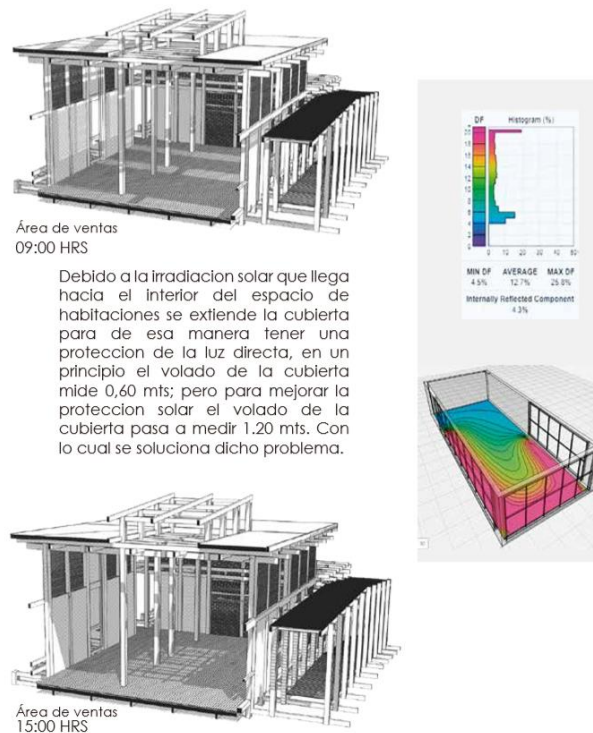 Área de ventas
09:00 HRS
Debido a la irradiacion solar que llega
hacia el interior del espacio de
habitaciones se extiende la cubierta
para de esa manera tener una
proteccion de la luz directa, en un
principio el volado de la cubierta
mide 0,60 mts; pero para mejorar la
proteccion solar el volado de la
cubierta pasa a medir 1.20 mts. Con
lo cual se soluciona dicho problema.
Área de ventas
15:00 HRS
DF Histogram (%)
MIN DF AVERAGE MAX DF
4.5% 12.7% 25.8%
Internally Reflected Component
4.3%